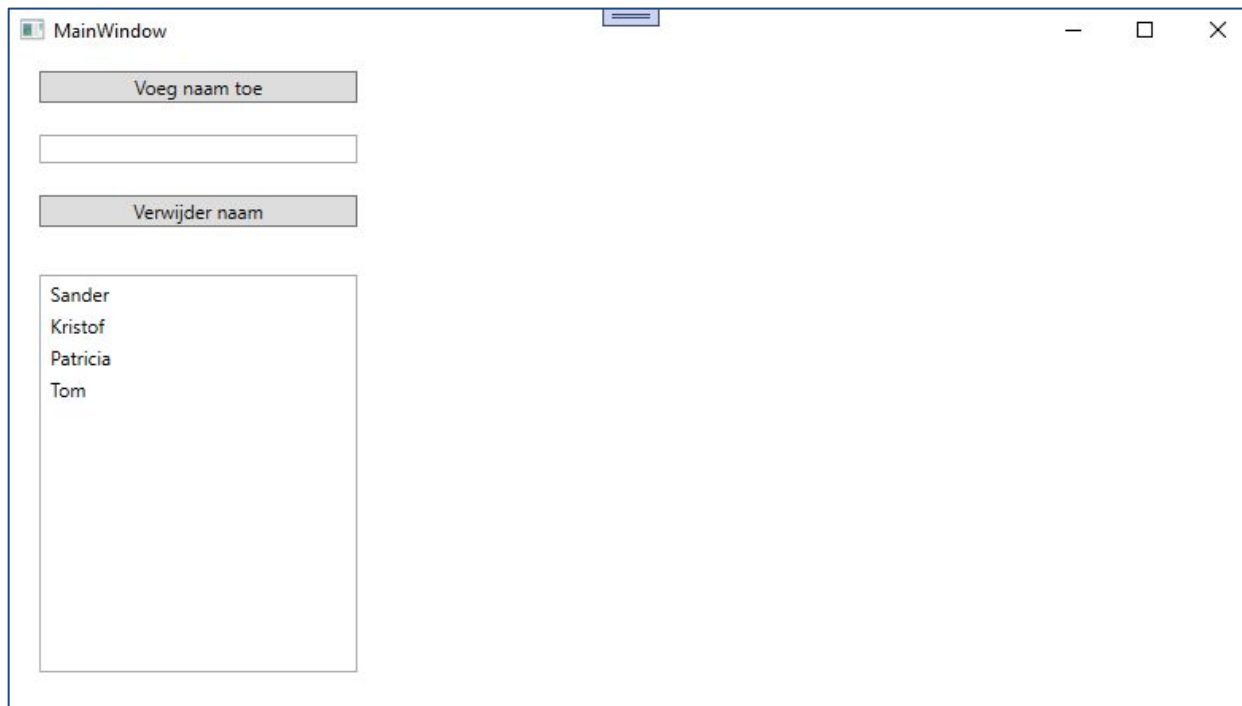 MainWindow
Voeg naam toe
Verwijder naam
Sander
Kristof
Patricia
Tom